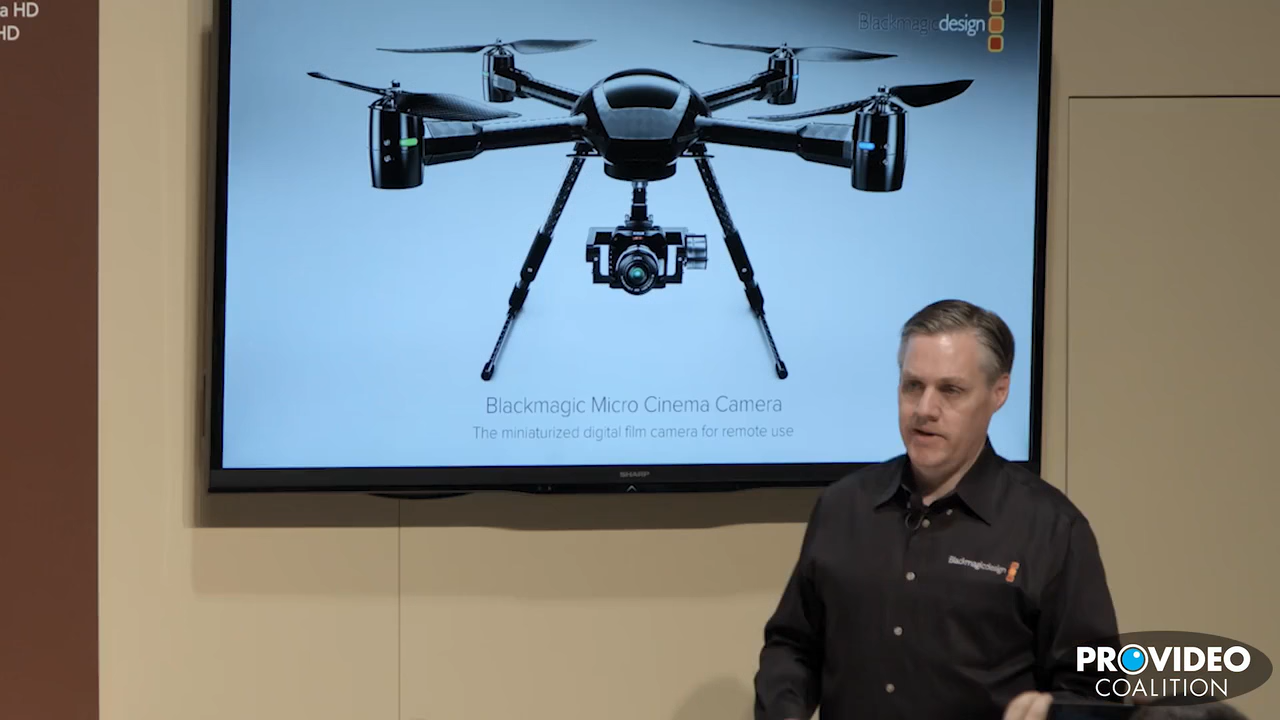 a HD
HD
Blackmagicdesign
Blackmagic Micro Cinema Camera
The miniaturized digital film camera for remote use
SHARP
Blackmagicdesign
PROVIDEO
COALITION